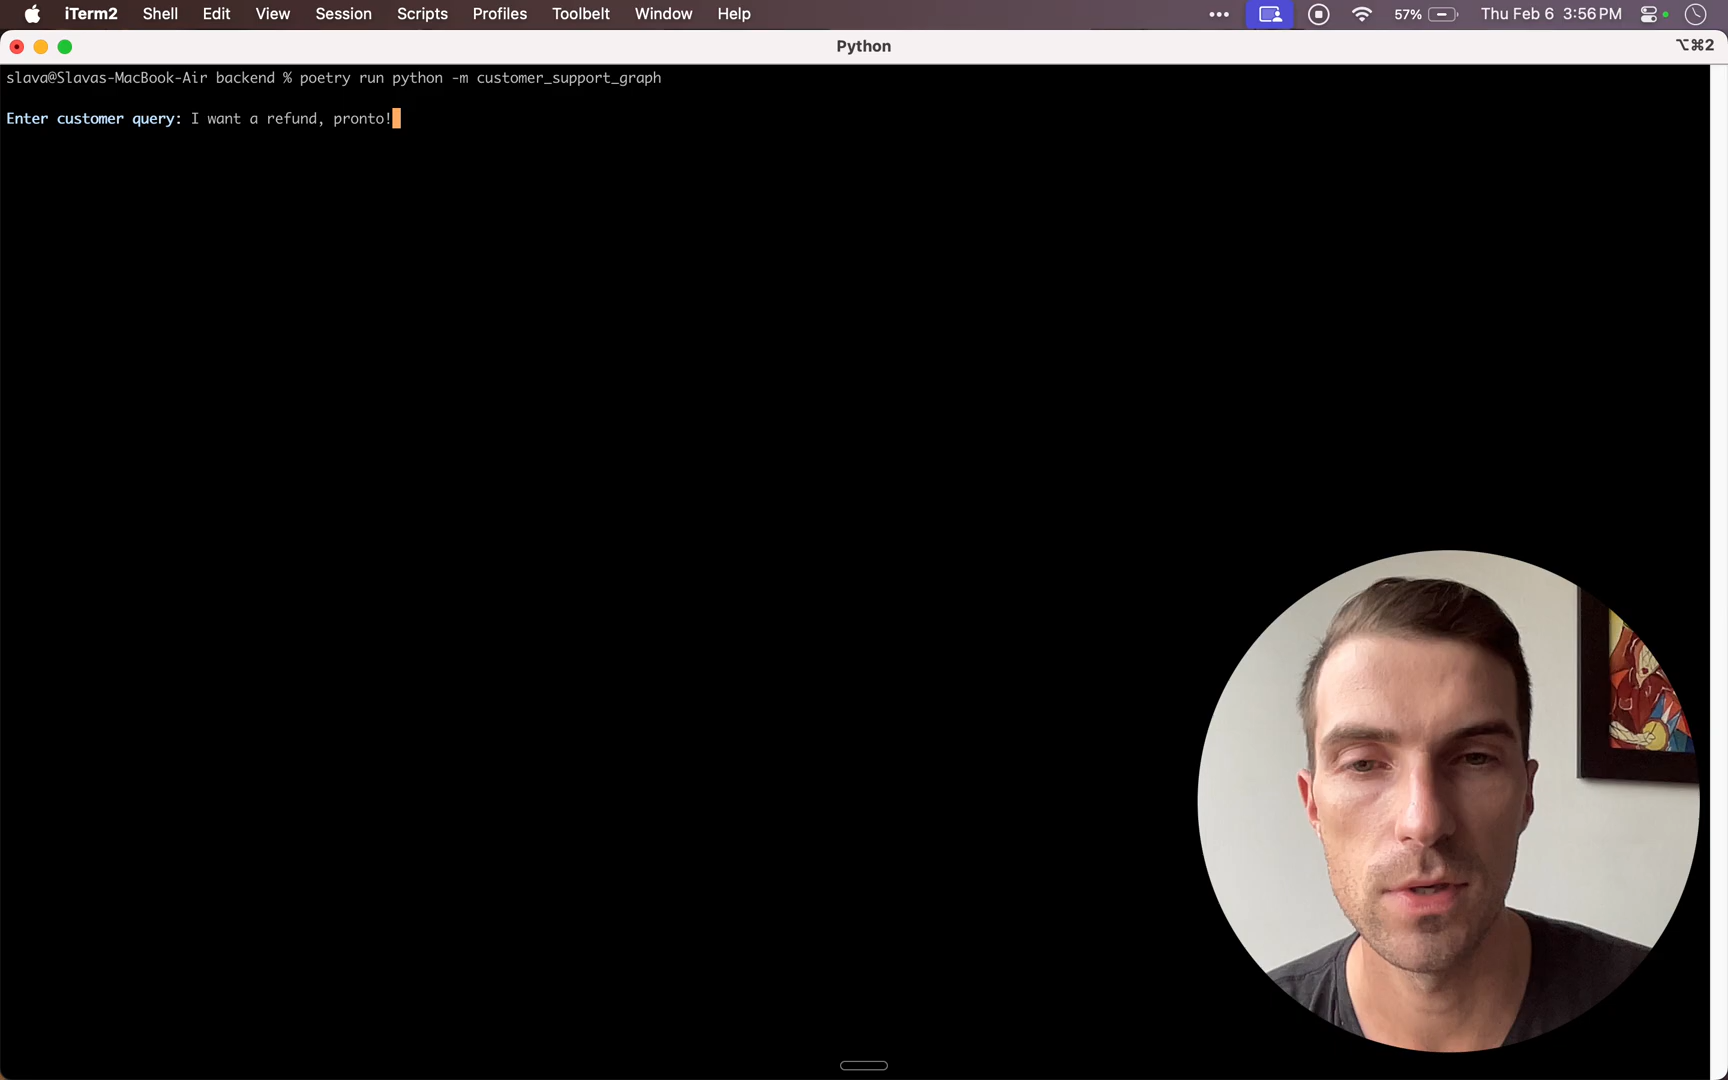 iTerm2 Shell Edit View Session Scripts Profiles Toolbelt Window Help ••• 57% Thu Feb 6 3:56 PM
Python ⌥⌘2
slava@Slavas-MacBook-Air backend % poetry run python -m customer_support_graph
Enter customer query: I want a refund, pronto!